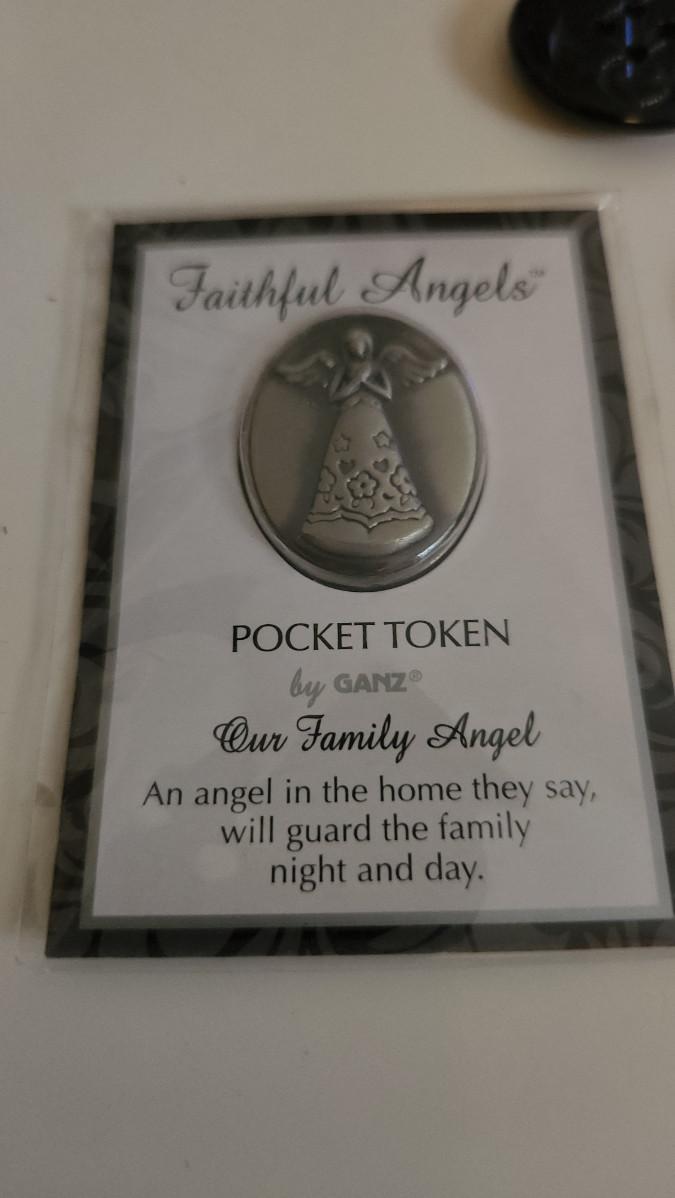 Faithful Angels™
POCKET TOKEN
by GANZ®
Our Family Angel
An angel in the home they say,
will guard the family
night and day.